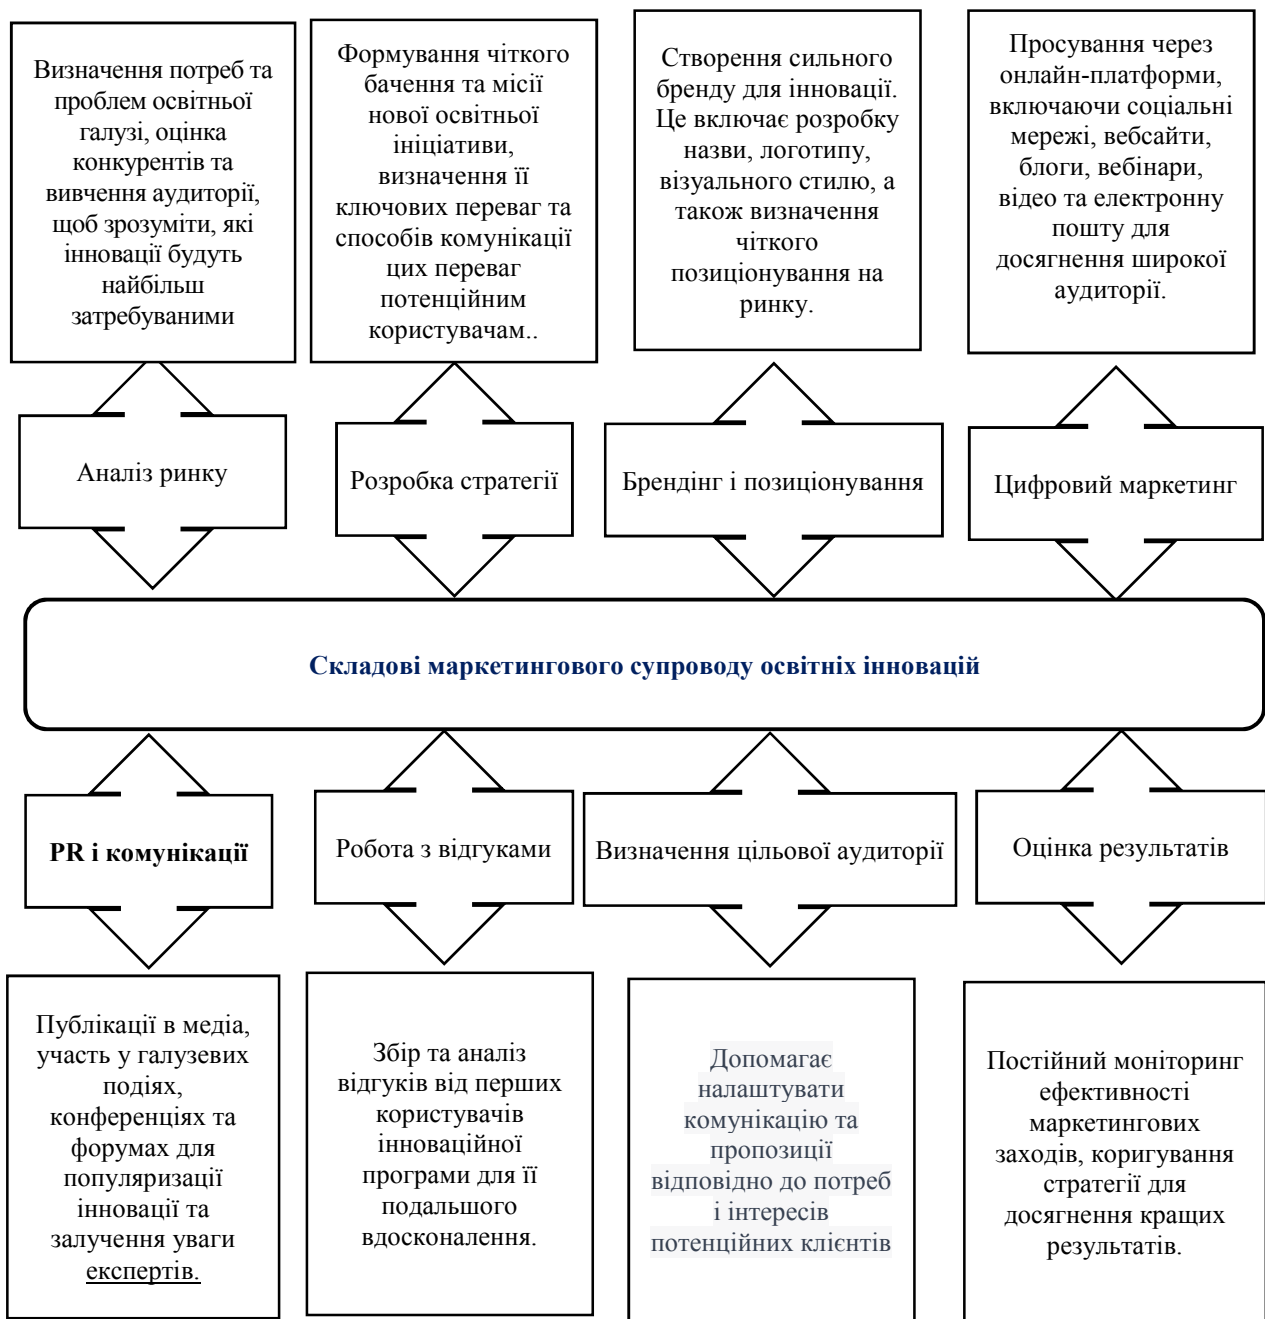 Визначення потреб та
проблем освітньої
галузі, оцінка
конкурентів та
вивчення аудиторії,
щоб зрозуміти, які
інновації будуть
найбільш
затребуваними
Формування чіткого
бачення та місії
нової освітньої
ініціативи,
визначення її
ключових переваг та
способів комунікації
цих переваг
потенційним
користувачам..
Створення сильного
бренду для інновації.
Це включає розробку
назви, логотипу,
візуального стилю, а
також визначення
чіткого
позиціонування на
ринку.
Просування через
онлайн-платформи,
включаючи соціальні
мережі, вебсайти,
блоги, вебінари,
відео та електронну
пошту для
досягнення широкої
аудиторії.
Аналіз ринку
Розробка стратегії
Брендінг і позиціонування
Цифровий маркетинг
Складові маркетингового супроводу освітніх інновацій
PR і комунікації
Робота з відгуками
Визначення цільової аудиторії
Оцінка результатів
Публікації в медіа,
участь у галузевих
подіях,
конференціях та
форумах для
популяризації
інновації та
залучення уваги
експертів.
Збір та аналіз
відгуків від перших
користувачів
інноваційної
програми для її
подальшого
вдосконалення.
Допомагає
налаштувати
комунікацію та
пропозиції
відповідно до потреб
і інтересів
потенційних клієнтів
Постійний моніторинг
ефективності
маркетингових
заходів, коригування
стратегії для
досягнення кращих
результатів.